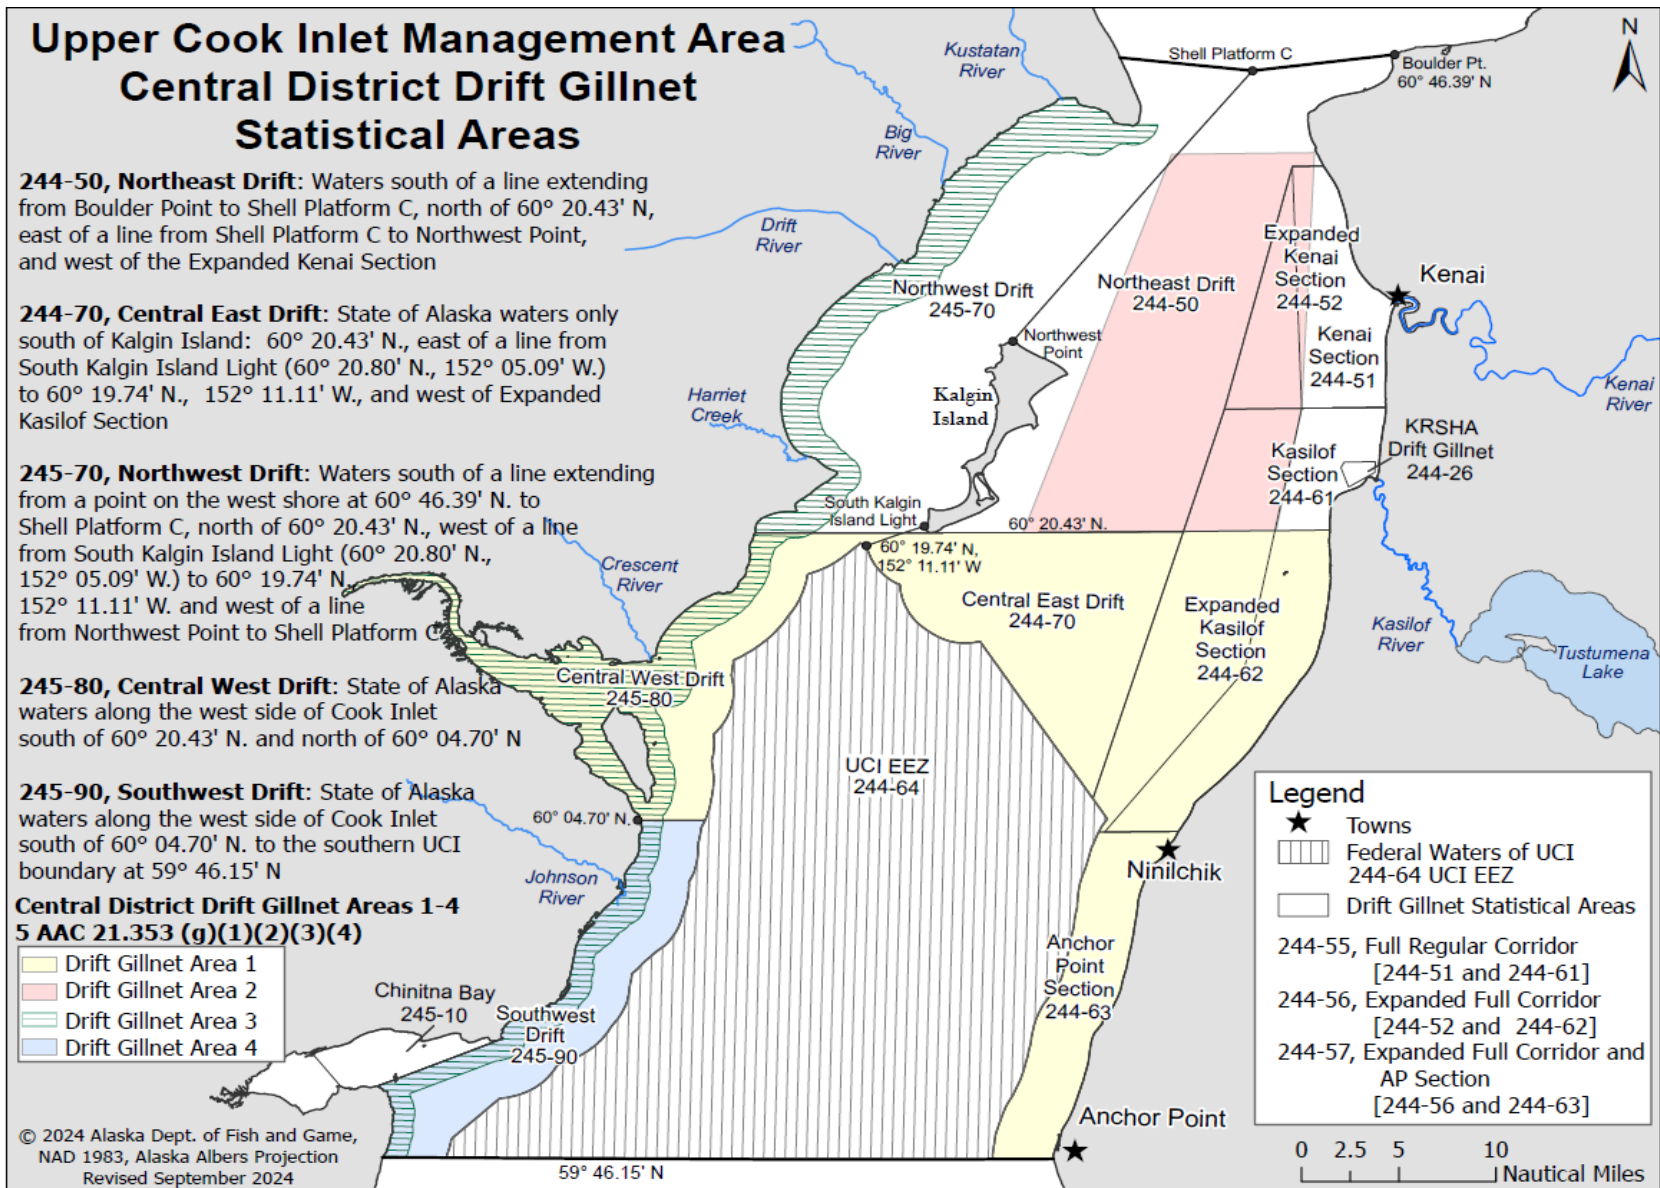 Upper Cook Inlet Management Area
Central District Drift Gillnet
Statistical Areas
244-50, Northeast Drift: Waters south of a line extending
from Boulder Point to Shell Platform C, north of 60° 20.43' N,
east of a line from Shell Platform C to Northwest Point,
and west of the Expanded Kenai Section
244-70, Central East Drift: State of Alaska waters only
south of Kalgin Island: 60° 20.43' N., east of a line from
South Kalgin Island Light (60° 20.80' N., 152° 05.09' W.)
to 60° 19.74' N., 152° 11.11' W., and west of Expanded
Kasilof Section
245-70, Northwest Drift: Waters south of a line extending
from a point on the west shore at 60° 46.39' N. to
Shell Platform C, north of 60° 20.43' N., west of a line
from South Kalgin Island Light (60° 20.80' N.,
152° 05.09' W.) to 60° 19.74' N.
152° 11.11' W. and west of a line
from Northwest Point to Shell Platform C
245-80, Central West Drift: State of Alaska
waters along the west side of Cook Inlet
south of 60° 20.43' N. and north of 60° 04.70' N
245-90, Southwest Drift: State of Alaska
waters along the west side of Cook Inlet
south of 60° 04.70' N. to the southern UCI
boundary at 59° 46.15' N
Central District Drift Gillnet Areas 1-4
5 AAC 21.353 (g)(1)(2)(3)(4)
Drift Gillnet Area 1
Drift Gillnet Area 2
Drift Gillnet Area 3
Drift Gillnet Area 4
© 2024 Alaska Dept. of Fish and Game,
NAD 1983, Alaska Albers Projection
Revised September 2024
Kustatan
River
Big
River
Drift
River
Harriet
Creek
Crescent
River
Johnson
River
Shell Platform C
Boulder Pt.
60° 46.39' N
N
Northwest Drift
245-70
Northeast Drift
244-50
Expanded
Kenai
Section
244-52
Kenai
Section
244-51
Kenai
Kenai
River
Northwest
Point
Kalgin
Island
South Kalgin
Island Light
60° 20.43' N.
60° 19.74' N,
152° 11.11' W
Kasilof
Section
244-61
KRSHA
Drift Gillnet
244-26
Central East Drift
244-70
Expanded
Kasilof
Section
244-62
Kasilof
River
Tustumena
Lake
Central West Drift
245-80
UCI EEZ
244-64
60° 04.70' N.
Ninilchik
Anchor
Point
Section
244-63
Chinitna Bay
245-10
Southwest
Drift
245-90
Anchor Point
59° 46.15' N
Legend
Towns
Federal Waters of UCI
244-64 UCI EEZ
Drift Gillnet Statistical Areas
244-55, Full Regular Corridor
[244-51 and 244-61]
244-56, Expanded Full Corridor
[244-52 and 244-62]
244-57, Expanded Full Corridor and
AP Section
[244-56 and 244-63]
0 2.5 5 10
Nautical Miles